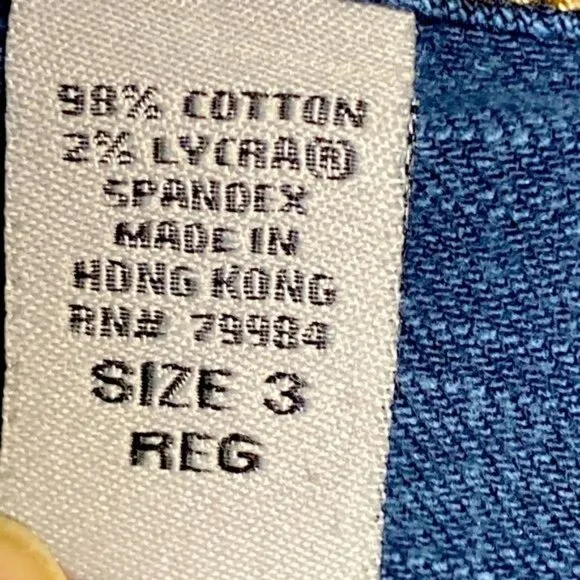 98% COTTON
2% LYCRA®
SPANDEX
MADE IN
HONG KONG
RN# 79984
SIZE 3
REG